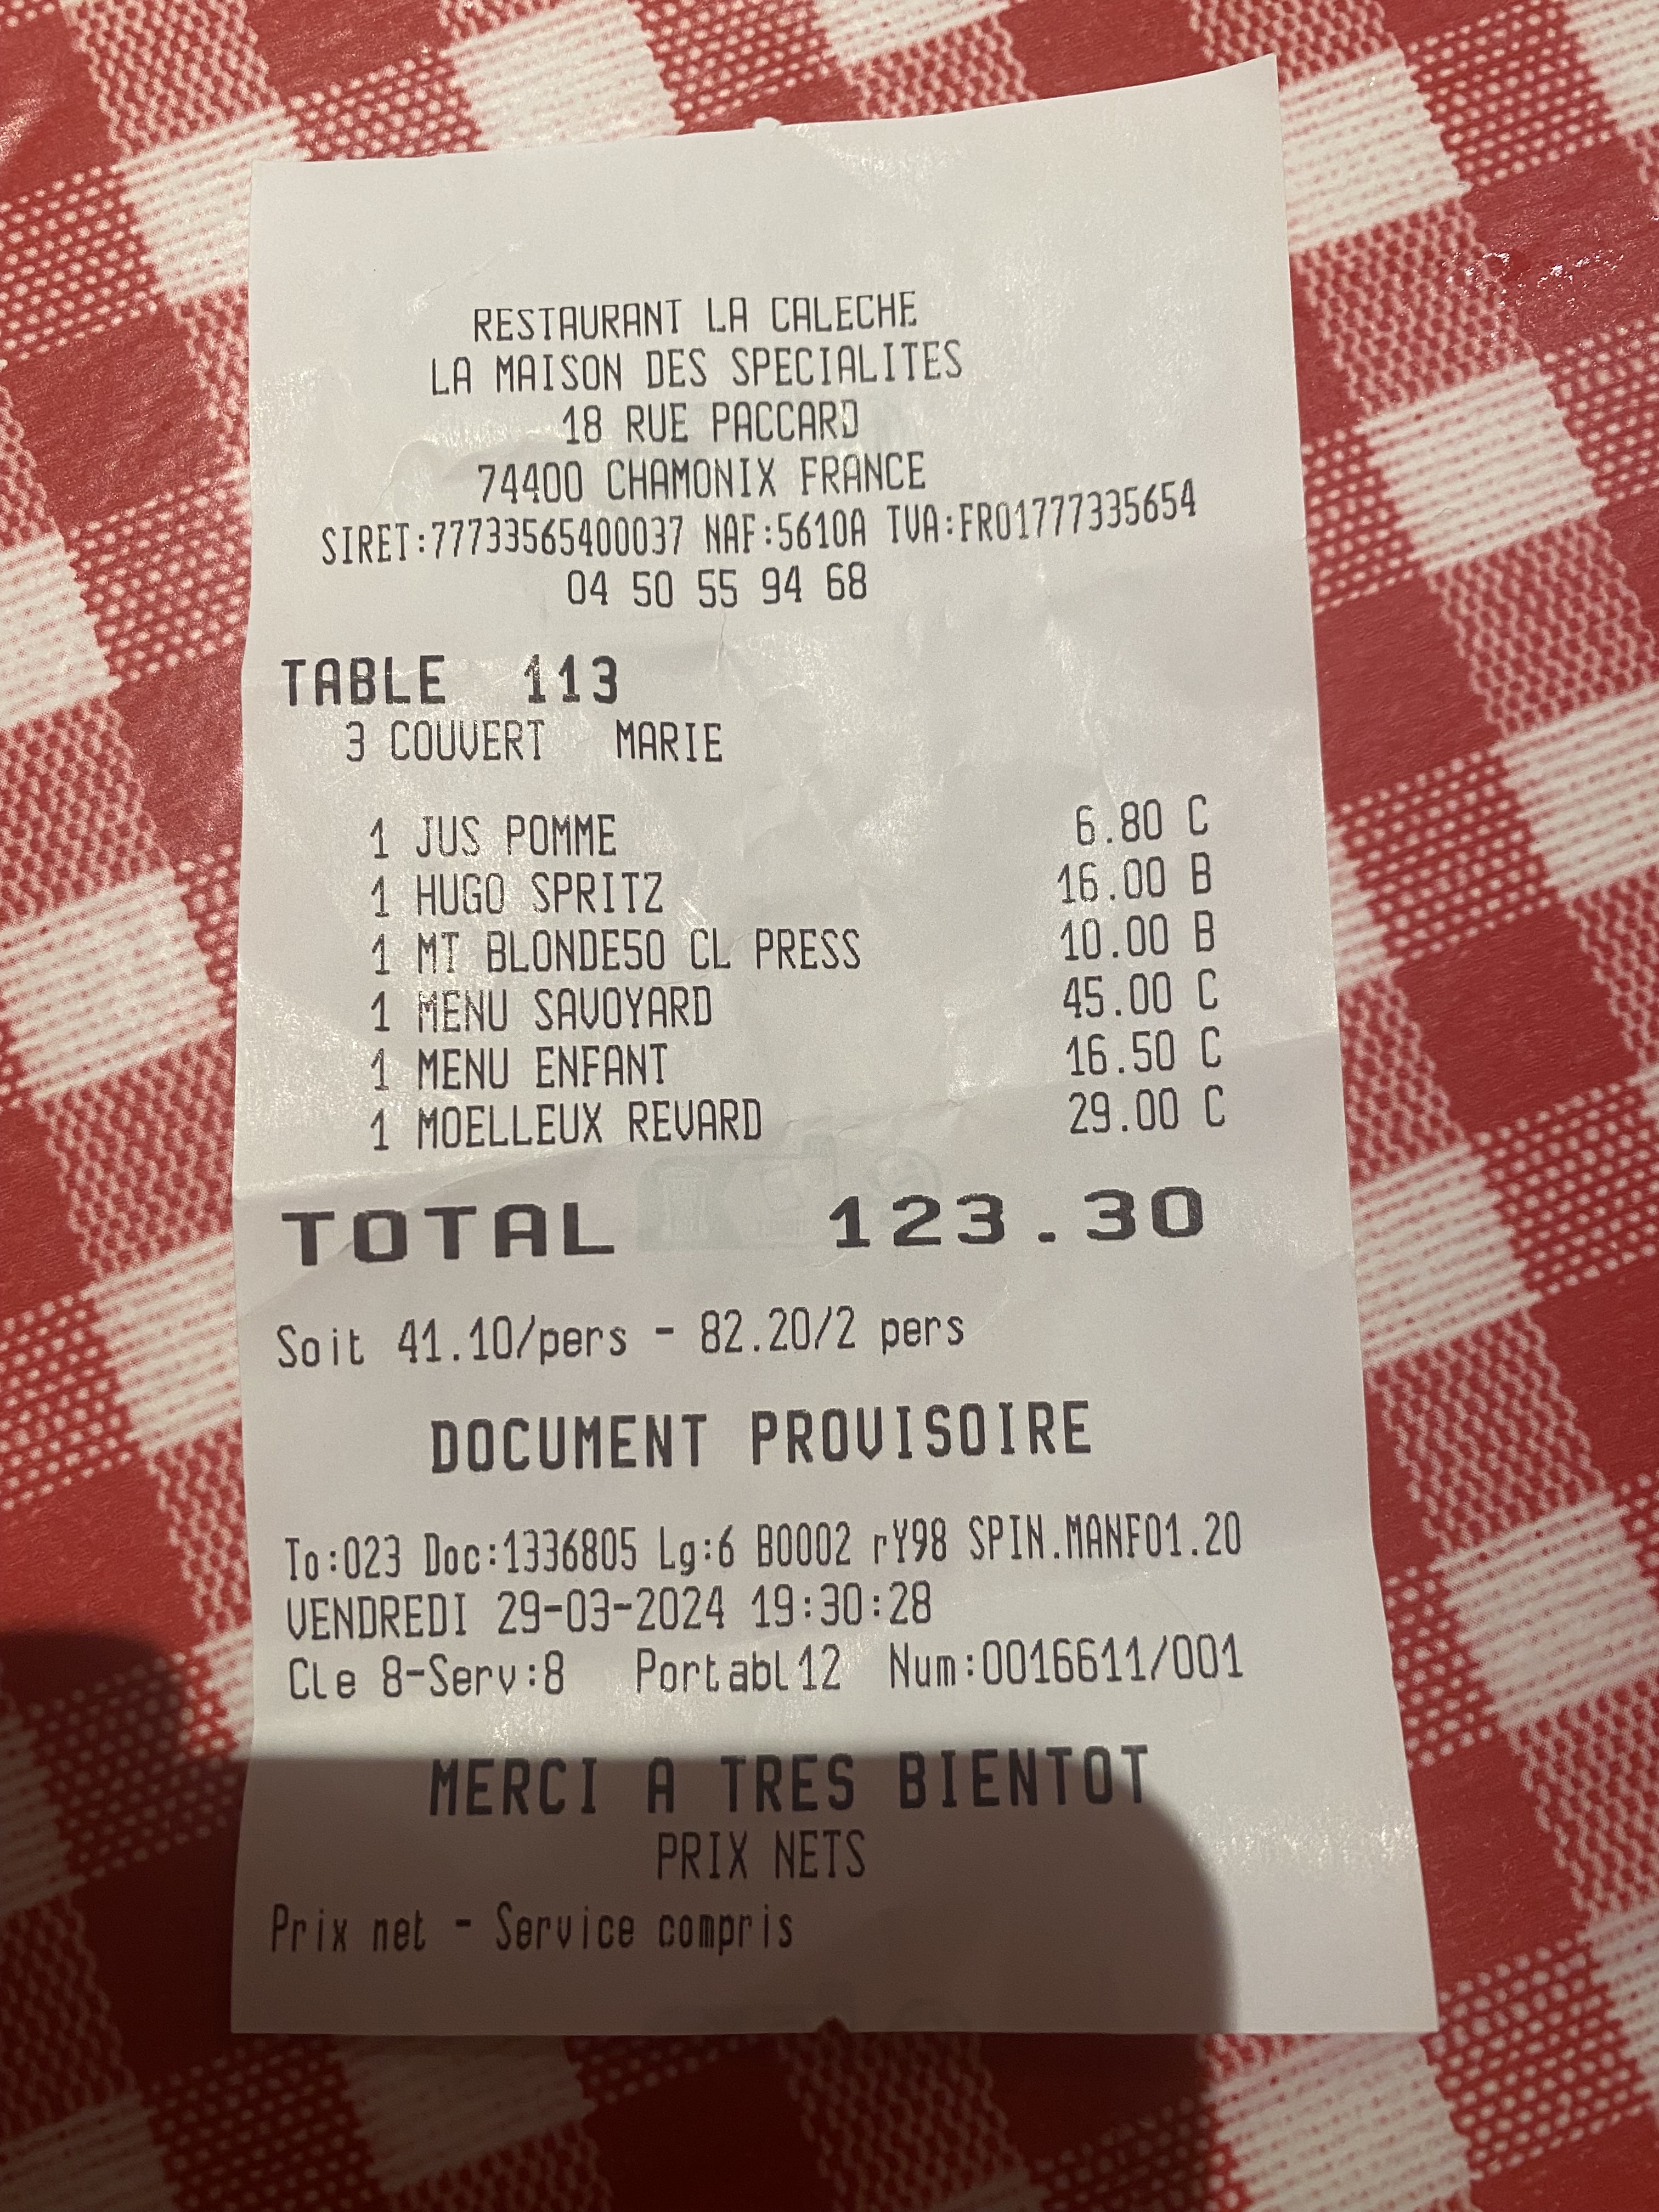 RESTAURANT LA CALECHE
LA MAISON DES SPECIALITES
18 RUE PACCARD
74400 CHAMONIX FRANCE
SIRET:77733565400037 NAF:5610A TVA:FR01777335654
04 50 55 94 68
TABLE 113
3 COUVERT MARIE
1 JUS POMME 6.80 C
1 HUGO SPRITZ 16.00 B
1 MT BLONDE50 CL PRESS 10.00 B
1 MENU SAVOYARD 45.00 C
1 MENU ENFANT 16.50 C
1 MOELLEUX REVARD 29.00 C
TOTAL 123.30
Soit 41.10/pers - 82.20/2 pers
DOCUMENT PROVISOIRE
To:023 Doc:1336805 Lg:6 B0002 rY98 SPIN.MANF01.20
VENDREDI 29-03-2024 19:30:28
Cle 8-Serv:8 Portabl12 Num:0016611/001
MERCI A TRES BIENTOT
PRIX NETS
Prix net - Service compris